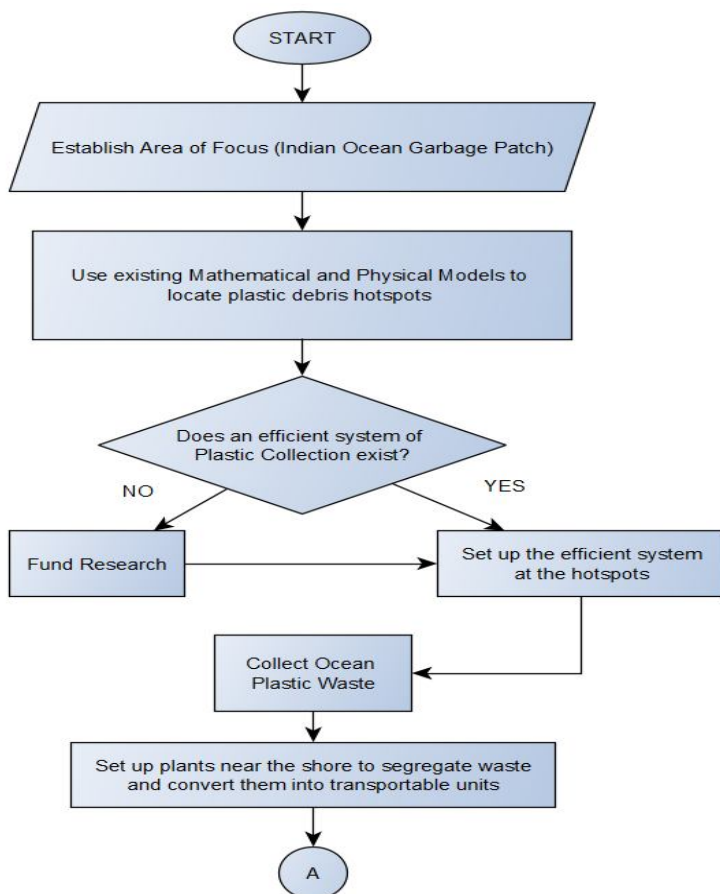 START
Establish Area of Focus (Indian Ocean Garbage Patch)
Use existing Mathematical and Physical Models to
locate plastic debris hotspots
Does an efficient system of
Plastic Collection exist?
NO
YES
Fund Research
Set up the efficient system
at the hotspots
Collect Ocean
Plastic Waste
Set up plants near the shore to segregate waste
and convert them into transportable units
A